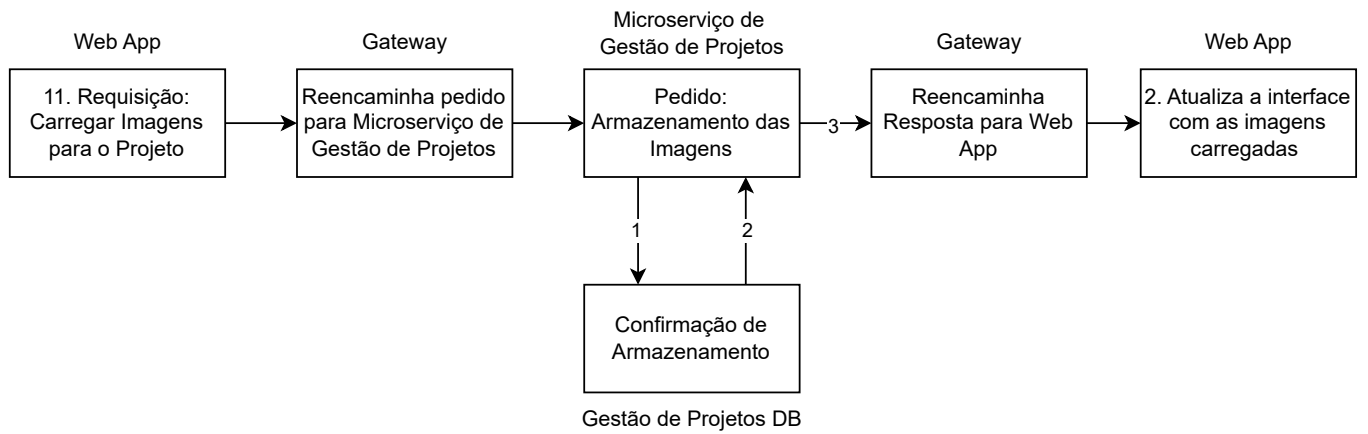 Web App
11. Requisição:
Carregar Imagens
para o Projeto
Gateway
Reencaminha pedido
para Microserviço de
Gestão de Projetos
Microserviço de
Gestão de Projetos
Pedido:
Armazenamento das
Imagens
3
Gateway
Reencaminha
Resposta para Web
App
Web App
2. Atualiza a interface
com as imagens
carregadas
1
2
Confirmação de
Armazenamento
Gestão de Projetos DB